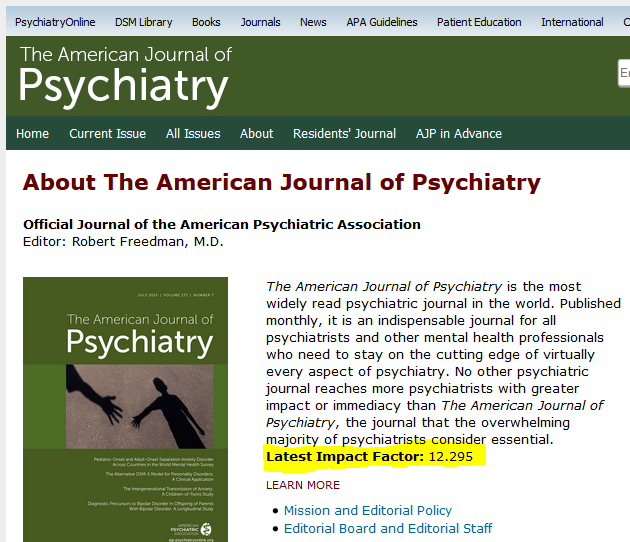 PsychiatryOnline DSM Library Books Journals News APA Guidelines Patient Education International
The American Journal of
Psychiatry
Home Current Issue All Issues About Residents' Journal AJP in Advance
About The American Journal of Psychiatry
Official Journal of the American Psychiatric Association
Editor: Robert Freedman, M.D.
JULY 2015 | VOLUME 172 | NUMBER 7
The American Journal of
Psychiatry
Pediatric-Onset and Adult-Onset Separation Anxiety Disorder
Across Countries in the World Mental Health Survey
The Alternative DSM-5 Model for Personality Disorders:
A Clinical Application
The Intergenerational Transmission of Anxiety:
A Children-of-Twins Study
Diagnostic Precursors to Bipolar Disorder in Offspring of Parents
With Bipolar Disorder: A Longitudinal Study
AMERICAN
PSYCHIATRIC
ASSOCIATION
ajp.psychiatryonline.org
The American Journal of Psychiatry is the most
widely read psychiatric journal in the world. Published
monthly, it is an indispensable journal for all
psychiatrists and other mental health professionals
who need to stay on the cutting edge of virtually
every aspect of psychiatry. No other psychiatric
journal reaches more psychiatrists with greater
impact or immediacy than The American Journal of
Psychiatry, the journal that the overwhelming
majority of psychiatrists consider essential.
Latest Impact Factor: 12.295
LEARN MORE
• Mission and Editorial Policy
• Editorial Board and Editorial Staff